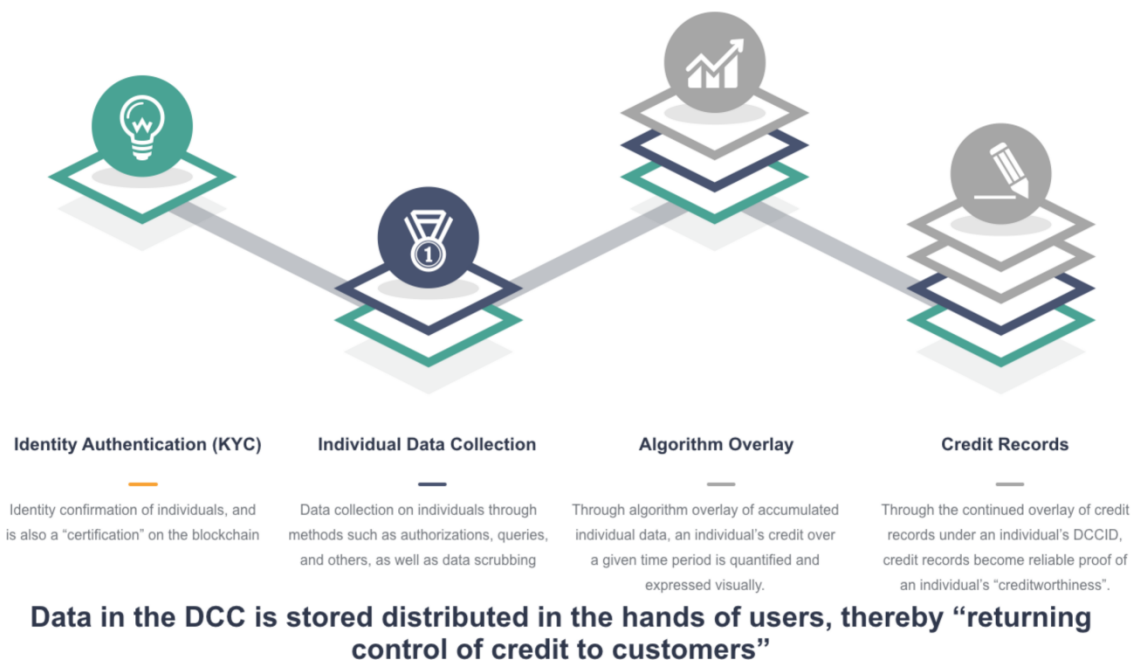 1
Identity Authentication (KYC)
Identity confirmation of individuals, and
is also a “certification” on the blockchain
Individual Data Collection
Data collection on individuals through
methods such as authorizations, queries,
and others, as well as data scrubbing
Algorithm Overlay
Through algorithm overlay of accumulated
individual data, an individual’s credit over
a given time period is quantified and
expressed visually.
Credit Records
Through the continued overlay of credit
records under an individual’s DCCID,
credit records become reliable proof of
an individual’s “creditworthiness”.
Data in the DCC is stored distributed in the hands of users, thereby “returning
control of credit to customers”